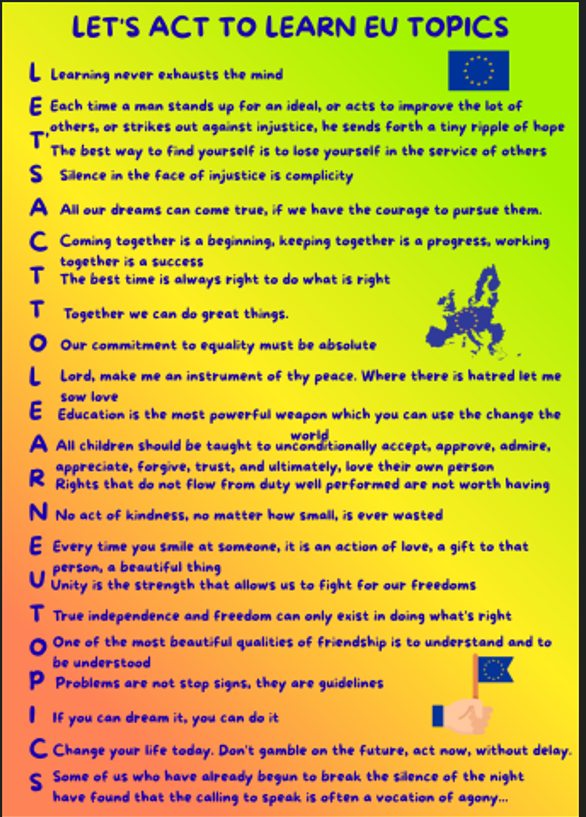 LET'S ACT TO LEARN EU TOPICS
L Learning never exhausts the mind
E Each time a man stands up for an ideal, or acts to improve the lot of
others, or strikes out against injustice, he sends forth a tiny ripple of hope
T' The best way to find yourself is to lose yourself in the service of others
S Silence in the face of injustice is complicity
A All our dreams can come true, if we have the courage to pursue them.
C Coming together is a beginning, keeping together is a progress, working
together is a success
T The best time is always right to do what is right
T Together we can do great things.
O Our commitment to equality must be absolute
L Lord, make me an instrument of thy peace. Where there is hatred let me
sow love
E Education is the most powerful weapon which you can use the change the
world
A All children should be taught to unconditionally accept, approve, admire,
appreciate, forgive, trust, and ultimately, love their own person
R Rights that do not flow from duty well performed are not worth having
N No act of kindness, no matter how small, is ever wasted
E Every time you smile at someone, it is an action of love, a gift to that
person, a beautiful thing
U Unity is the strength that allows us to fight for our freedoms
T True independence and freedom can only exist in doing what's right
O One of the most beautiful qualities of friendship is to understand and to
be understood
P Problems are not stop signs, they are guidelines
I If you can dream it, you can do it
C Change your life today. Don't gamble on the future, act now, without delay.
S Some of us who have already begun to break the silence of the night
have found that the calling to speak is often a vocation of agony...